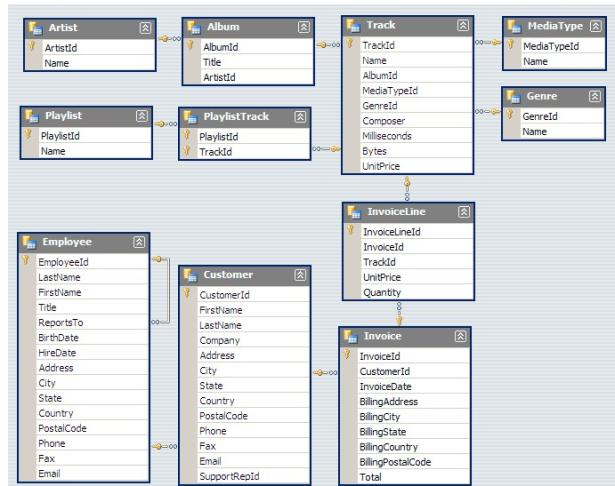 Artist
ArtistId
Name
Album
AlbumId
Title
ArtistId
Track
TrackId
Name
AlbumId
MediaTypeId
GenreId
Composer
Milliseconds
Bytes
UnitPrice
MediaType
MediaTypeId
Name
Genre
GenreId
Name
Playlist
PlaylistId
Name
PlaylistTrack
PlaylistId
TrackId
InvoiceLine
InvoiceLineId
InvoiceId
TrackId
UnitPrice
Quantity
Employee
EmployeeId
LastName
FirstName
Title
ReportsTo
BirthDate
HireDate
Address
City
State
Country
PostalCode
Phone
Fax
Email
Customer
CustomerId
FirstName
LastName
Company
Address
City
State
Country
PostalCode
Phone
Fax
Email
SupportRepId
Invoice
InvoiceId
CustomerId
InvoiceDate
BillingAddress
BillingCity
BillingState
BillingCountry
BillingPostalCode
Total